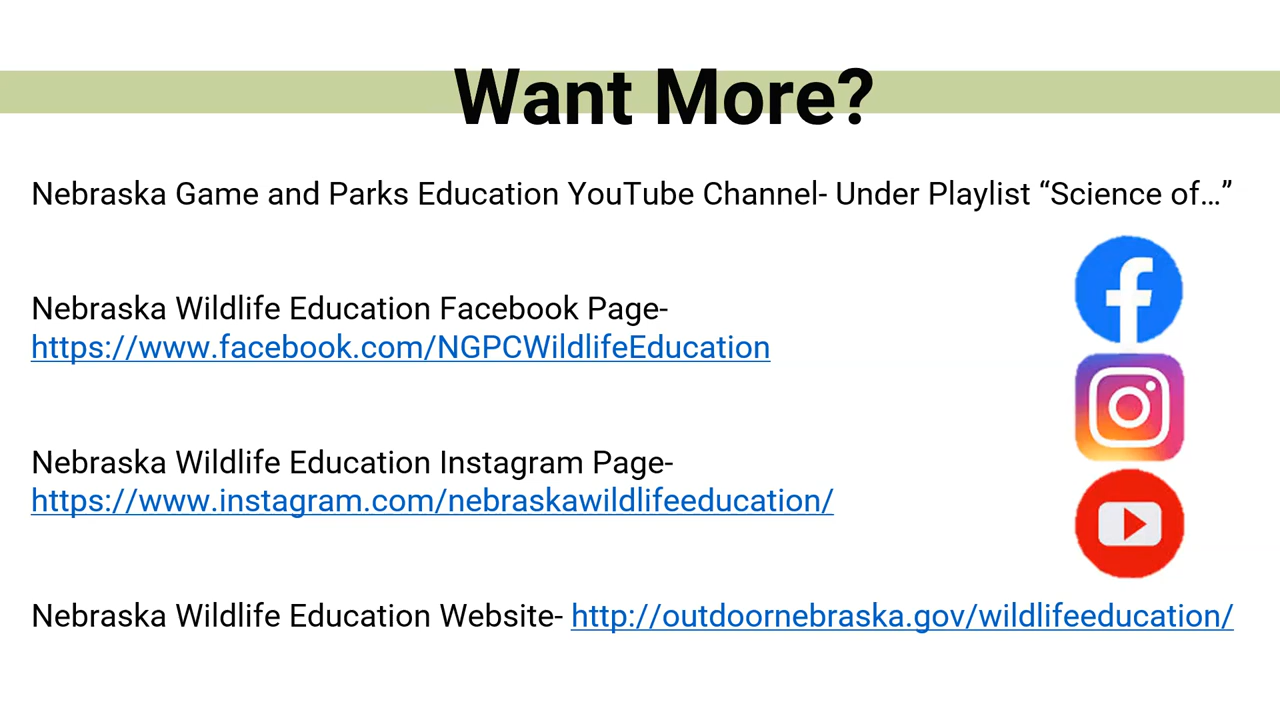 Want More?
Nebraska Game and Parks Education YouTube Channel- Under Playlist “Science of…”
Nebraska Wildlife Education Facebook Page-
https://www.facebook.com/NGPCWildlifeEducation
Nebraska Wildlife Education Instagram Page-
https://www.instagram.com/nebraskawildlifeeducation/
Nebraska Wildlife Education Website- http://outdoornebraska.gov/wildlifeeducation/